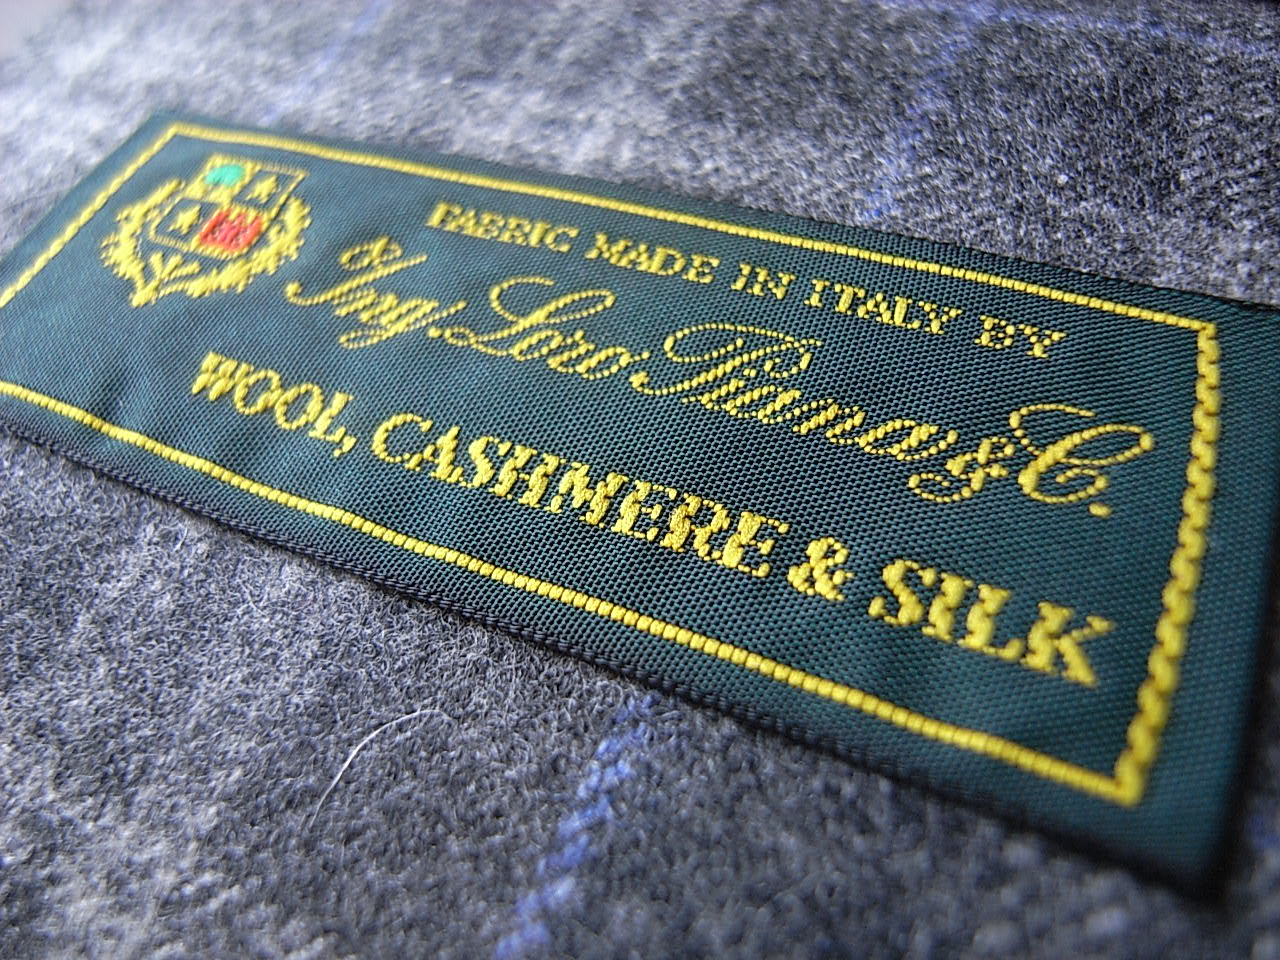 FABRIC MADE IN ITALY BY
Ing. Loro Piana & C.
WOOL, CASHMERE & SILK